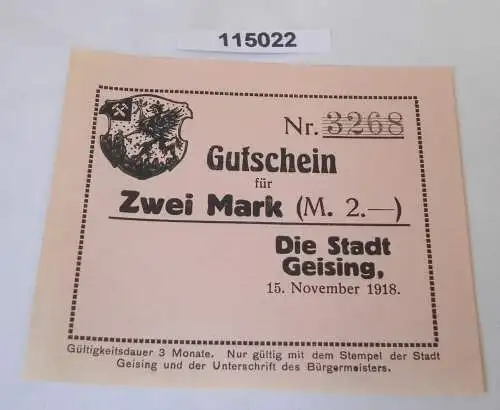 115022
Nr. 3268
Gutschein
für
Zwei Mark (M. 2.—)
Die Stadt
Geising,
15. November 1918.
Gültigkeitsdauer 3 Monate. Nur gültig mit dem Stempel der Stadt
Geising und der Unterschrift des Bürgermeisters.